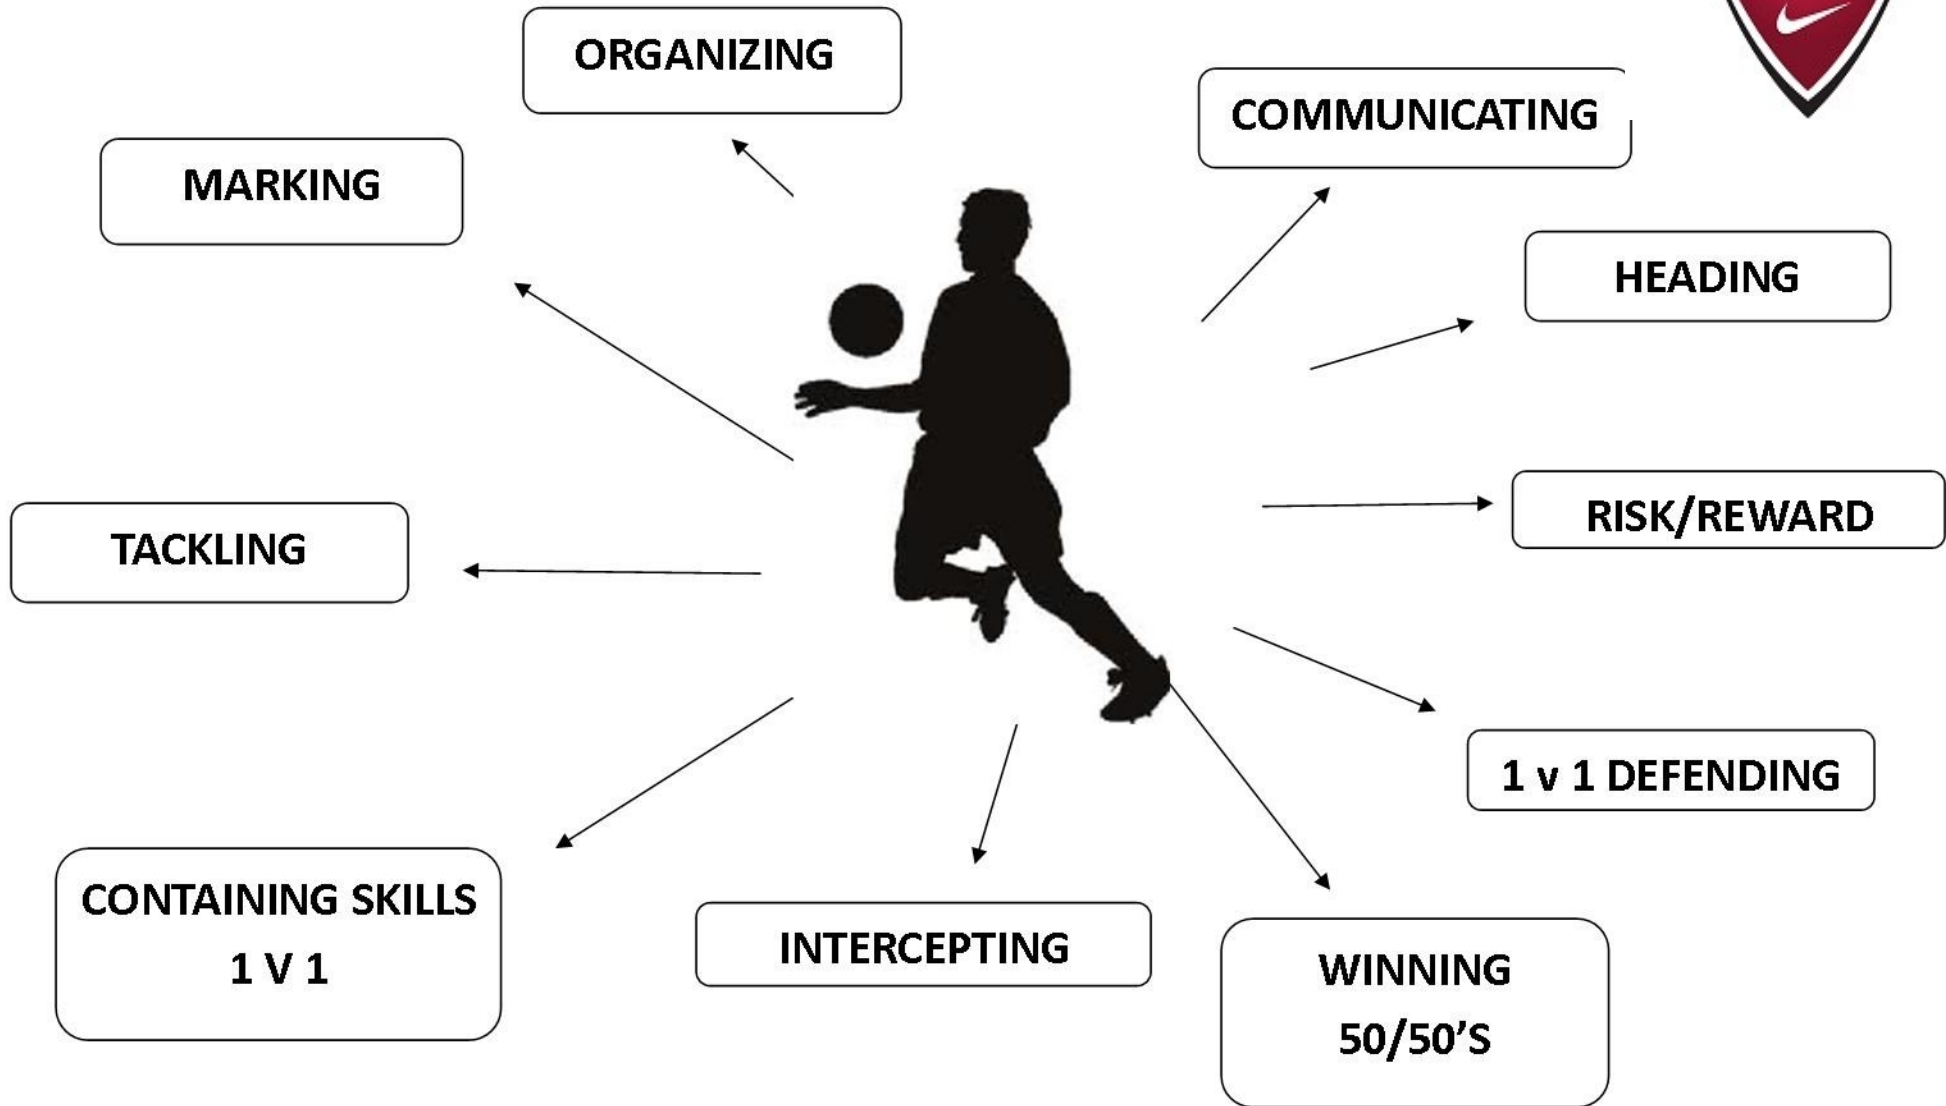 ORGANIZING
COMMUNICATING
MARKING
HEADING
RISK/REWARD
TACKLING
1 v 1 DEFENDING
CONTAINING SKILLS
1 V 1
INTERCEPTING
WINNING
50/50’S